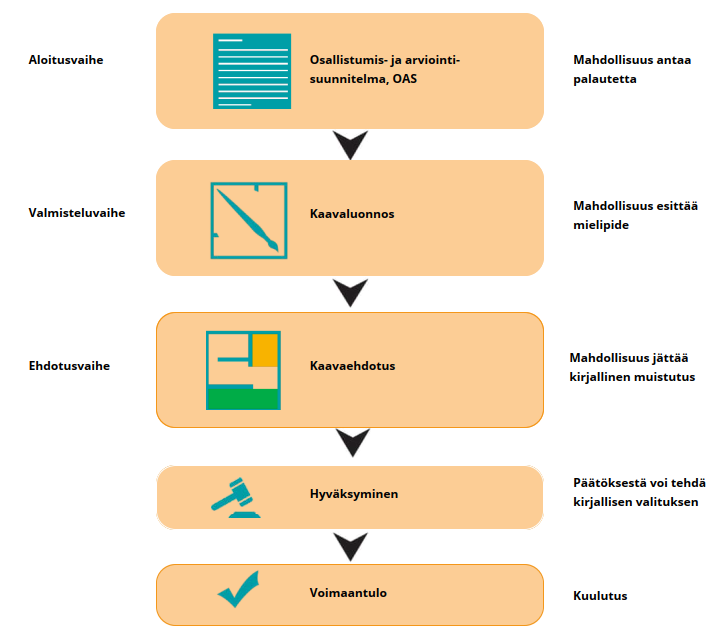 Aloitusvaihe
Osallistumis- ja arviointi-
suunnitelma, OAS
Mahdollisuus antaa
palautetta
Valmisteluvaihe
Kaavaluonnos
Mahdollisuus esittää
mielipide
Ehdotusvaihe
Kaavaehdotus
Mahdollisuus jättää
kirjallinen muistutus
Hyväksyminen
Päätöksestä voi tehdä
kirjallisen valituksen
Voimaantulo
Kuulutus